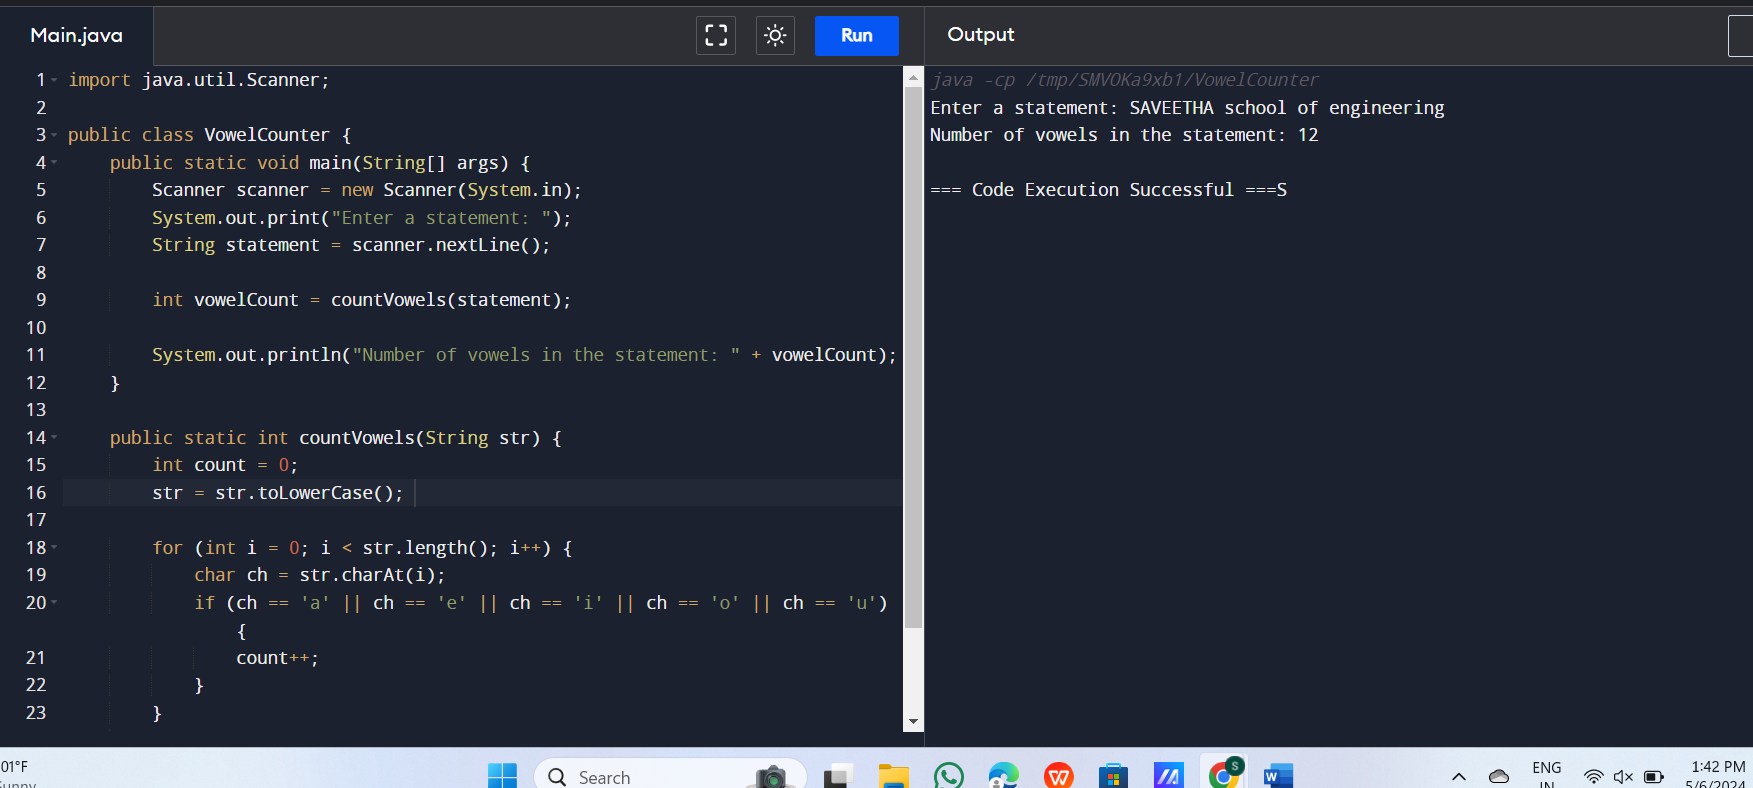 Main.java
Run
Output
1 import java.util.Scanner;
2
3 public class VowelCounter {
4 public static void main(String[] args) {
5 Scanner scanner = new Scanner(System.in);
6 System.out.print("Enter a statement: ");
7 String statement = scanner.nextLine();
8
9 int vowelCount = countVowels(statement);
10
11 System.out.println("Number of vowels in the statement: " + vowelCount);
12 }
13
14 public static int countVowels(String str) {
15 int count = 0;
16 str = str.toLowerCase();
17
18 for (int i = 0; i < str.length(); i++) {
19 char ch = str.charAt(i);
20 if (ch == 'a' || ch == 'e' || ch == 'i' || ch == 'o' || ch == 'u')
{
21 count++;
22 }
23 }
java -cp /tmp/SMVOKa9xb1/VowelCounter
Enter a statement: SAVEETHA school of engineering
Number of vowels in the statement: 12
=== Code Execution Successful ===S
01°F
Search
W
S
W
ENG
IN
1:42 PM
5/6/2024